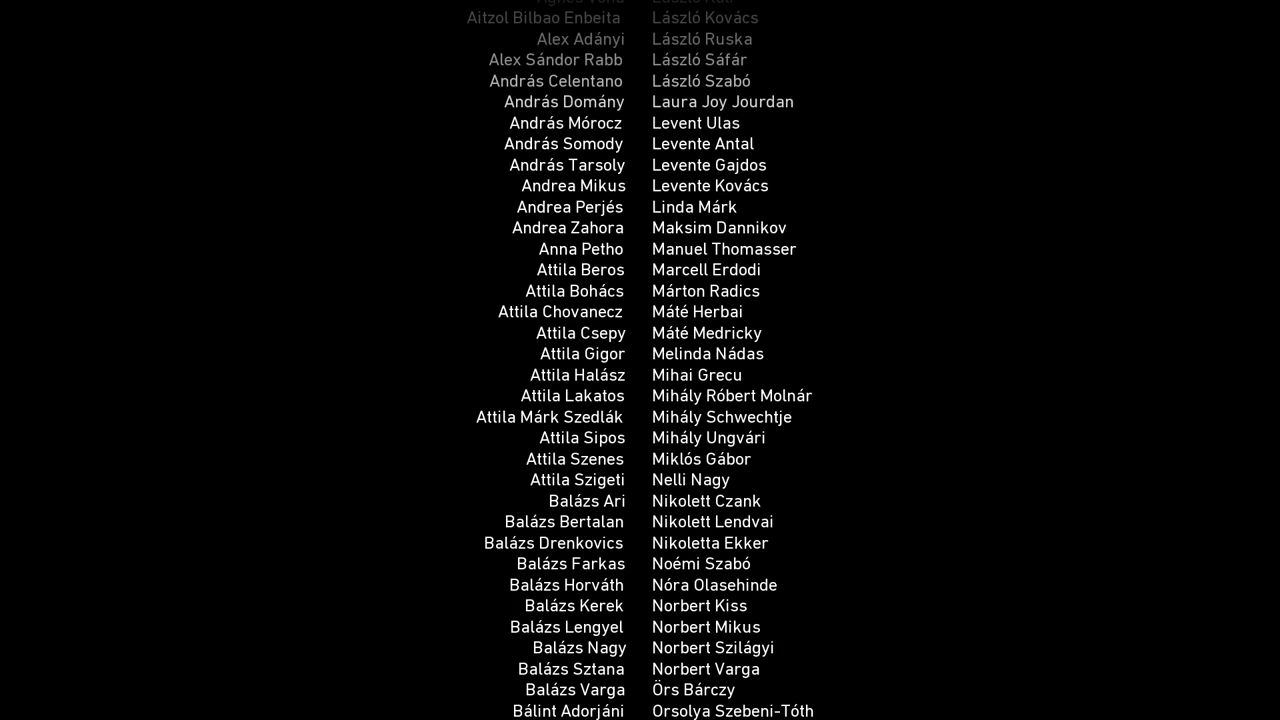 Aitzol Bilbao Enbeita László Kovács
Alex Adányi László Ruska
Alex Sándor Rabb László Sáfár
András Celentano László Szabó
András Domány Laura Joy Jourdan
András Mórocz Levent Ulas
András Somody Levente Antal
András Tarsoly Levente Gajdos
Andrea Mikus Levente Kovács
Andrea Perjés Linda Márk
Andrea Zahora Maksim Dannikov
Anna Petho Manuel Thomasser
Attila Beros Marcell Erdodi
Attila Bohács Márton Radics
Attila Chovanecz Máté Herbai
Attila Csepy Máté Medricky
Attila Gigor Melinda Nádas
Attila Halász Mihai Grecu
Attila Lakatos Mihály Róbert Molnár
Attila Márk Szedlák Mihály Schwechtje
Attila Sipos Mihály Ungvári
Attila Szenes Miklós Gábor
Attila Szigeti Nelli Nagy
Balázs Ari Nikolett Czank
Balázs Bertalan Nikolett Lendvai
Balázs Drenkovics Nikoletta Ekker
Balázs Farkas Noémi Szabó
Balázs Horváth Nóra Olasehinde
Balázs Kerek Norbert Kiss
Balázs Lengyel Norbert Mikus
Balázs Nagy Norbert Szilágyi
Balázs Sztana Norbert Varga
Balázs Varga Örs Bárczy
Bálint Adorjáni Orsolya Szebeni-Tóth